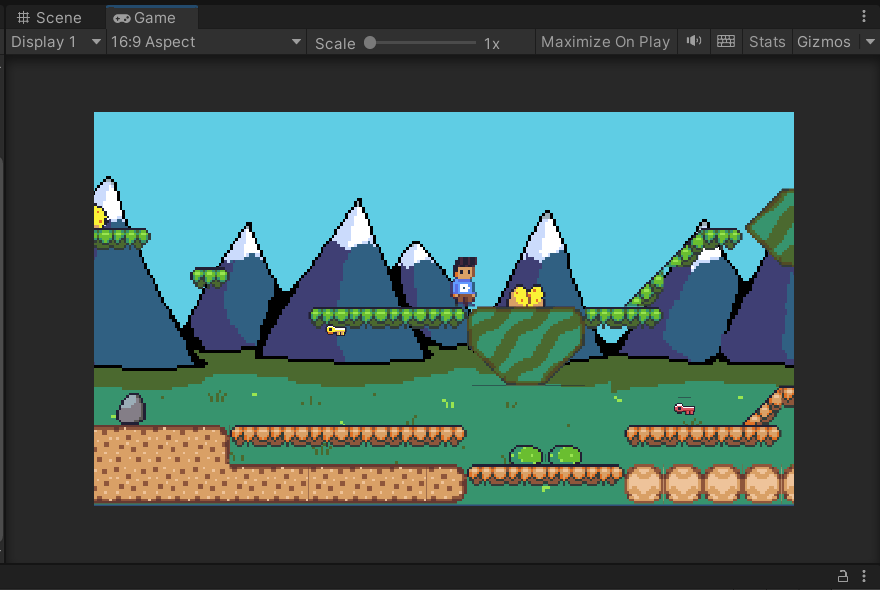 Scene Game
Display 1 16:9 Aspect Scale 1x Maximize On Play Stats Gizmos